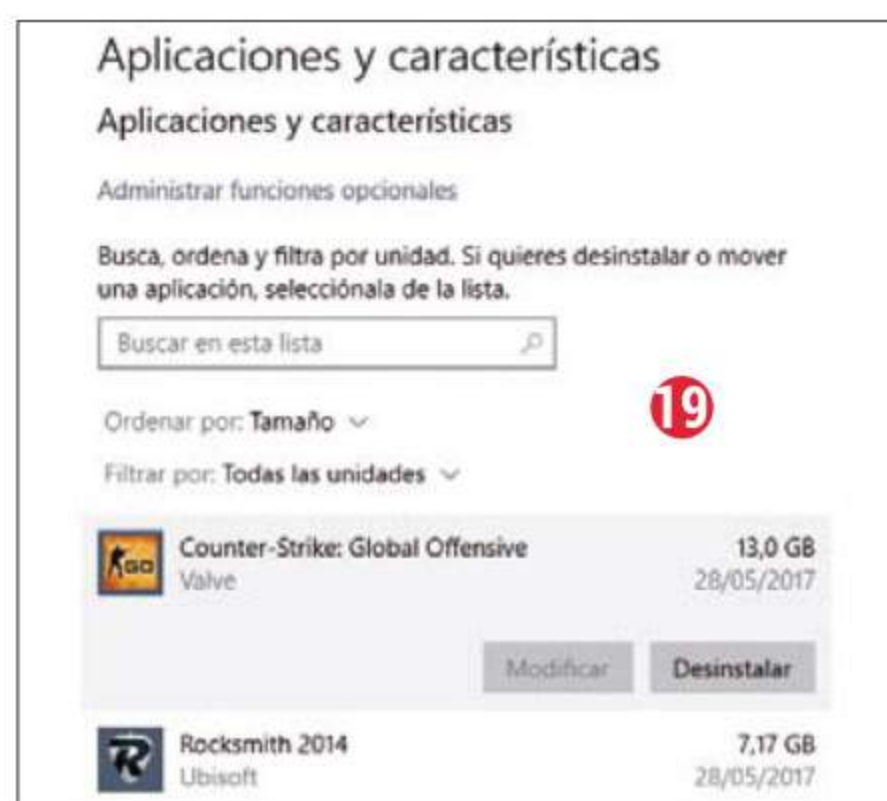 Aplicaciones y características
Aplicaciones y características
Administrar funciones opcionales
Busca, ordena y filtra por unidad. Si quieres desinstalar o mover
una aplicación, selecciónala de la lista.
Buscar en esta lista
19
Ordenar por: Tamaño
Filtrar por: Todas las unidades
GO
Counter-Strike: Global Offensive 13,0 GB
Valve 28/05/2017
Modificar Desinstalar
R
Rocksmith 2014 7,17 GB
Ubisoft 28/05/2017